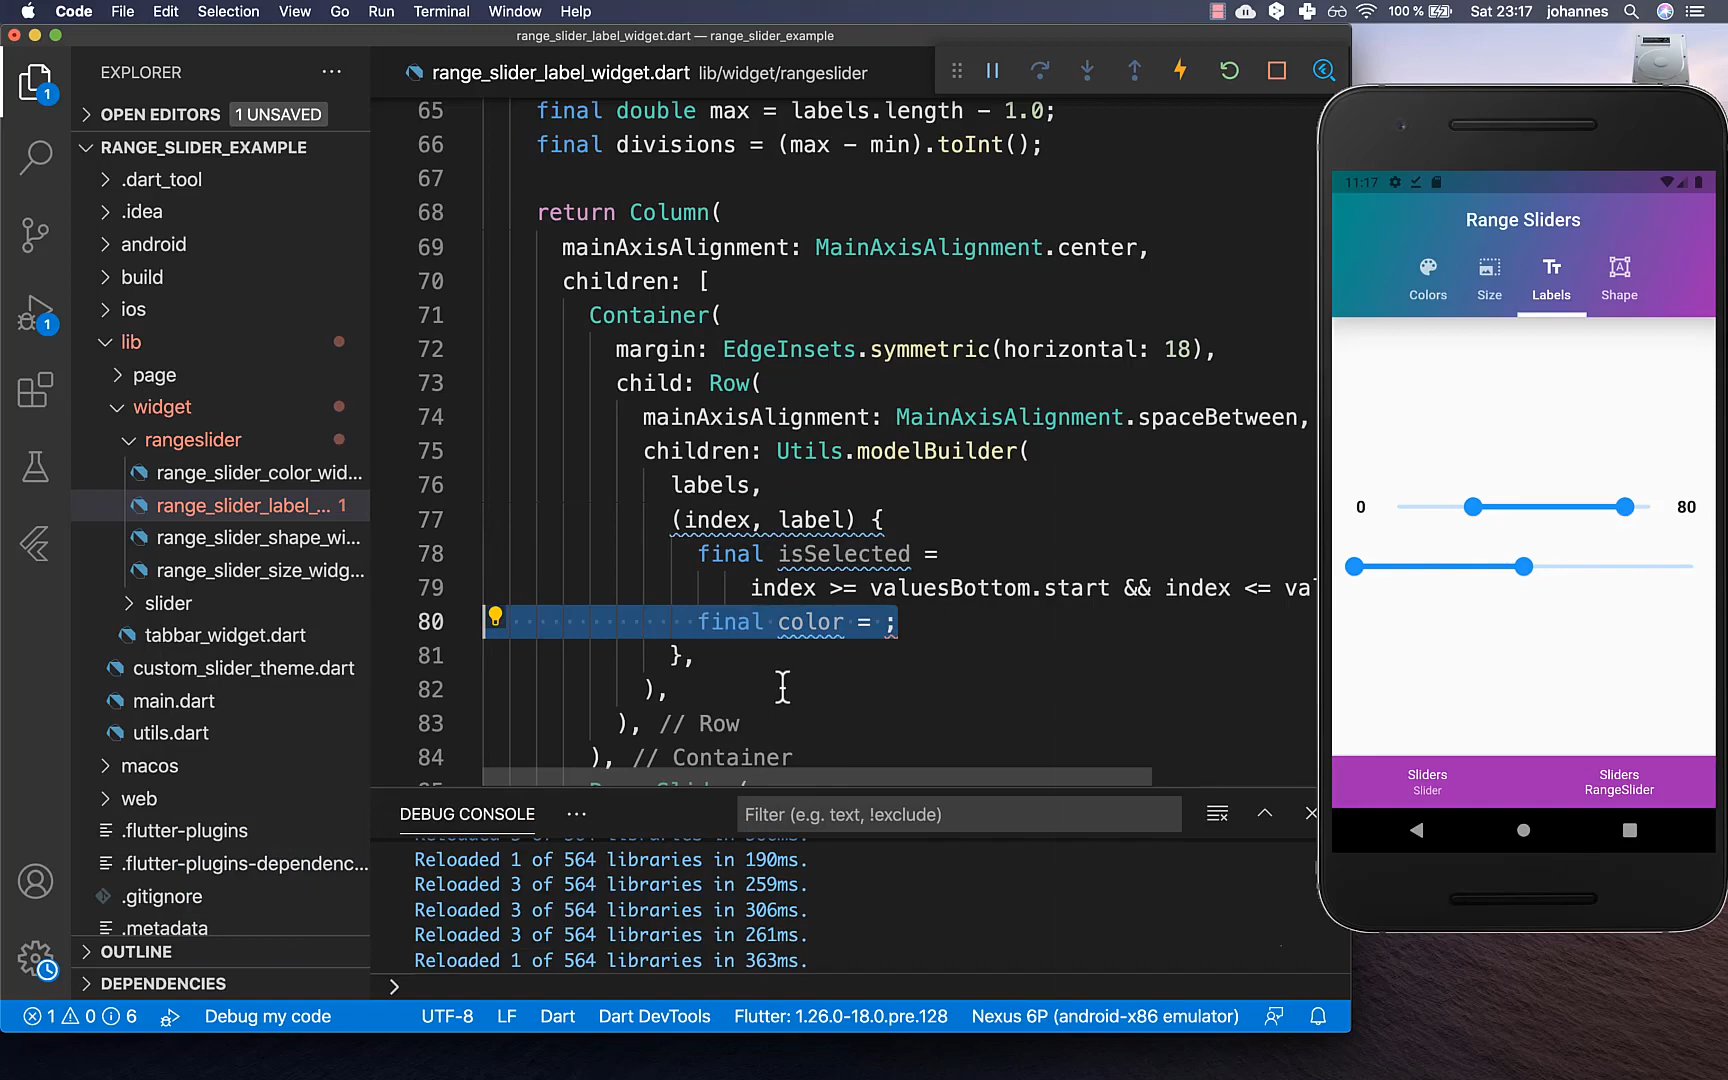 Code File Edit Selection View Go Run Terminal Window Help 100 % Sat 23:17 johannes
range_slider_label_widget.dart — range_slider_example
EXPLORER
OPEN EDITORS 1 UNSAVED
RANGE_SLIDER_EXAMPLE
.dart_tool
.idea
android
build
ios
lib
page
widget
rangeslider
range_slider_color_wid...
range_slider_label_... 1
range_slider_shape_wi...
range_slider_size_widg...
slider
tabbar_widget.dart
custom_slider_theme.dart
main.dart
utils.dart
macos
web
.flutter-plugins
.flutter-plugins-dependenc...
.gitignore
.metadata
OUTLINE
DEPENDENCIES
1
1
range_slider_label_widget.dart lib/widget/rangeslider
65 final double max = labels.length - 1.0;
66 final divisions = (max - min).toInt();
67
68 return Column(
69 mainAxisAlignment: MainAxisAlignment.center,
70 children: [
71 Container(
72 margin: EdgeInsets.symmetric(horizontal: 18),
73 child: Row(
74 mainAxisAlignment: MainAxisAlignment.spaceBetween,
75 children: Utils.modelBuilder(
76 labels,
77 (index, label) {
78 final isSelected =
79 index >= valuesBottom.start && index <= va
80 final color = ;
81 },
82 ),
83 ), // Row
84 ), // Container
DEBUG CONSOLE
Filter (e.g. text, !exclude)
Reloaded 1 of 564 libraries in 190ms.
Reloaded 3 of 564 libraries in 259ms.
Reloaded 3 of 564 libraries in 306ms.
Reloaded 3 of 564 libraries in 261ms.
Reloaded 1 of 564 libraries in 363ms.
1 0 6 Debug my code UTF-8 LF Dart Dart DevTools Flutter: 1.26.0-18.0.pre.128 Nexus 6P (android-x86 emulator)
11:17
Range Sliders
Colors Size Labels Shape
0 80
Sliders
Slider
Sliders
RangeSlider